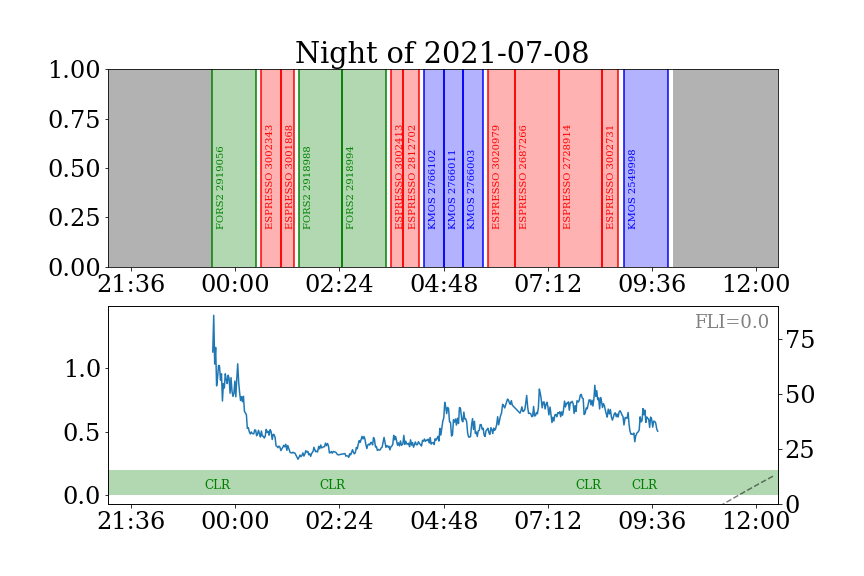 Night of 2021-07-08
1.00
0.75
0.50
0.25
0.00
FORS2 2919056
ESPRESSO 3002343
ESPRESSO 3001868
FORS2 2918988
FORS2 2918994
ESPRESSO 3002413
ESPRESSO 2812702
KMOS 2766102
KMOS 2766011
KMOS 2766003
ESPRESSO 3020979
ESPRESSO 2687266
ESPRESSO 2728914
ESPRESSO 3002731
KMOS 2549998
21:36 00:00 02:24 04:48 07:12 09:36 12:00
FLI=0.0
1.0
0.5
0.0
75
50
25
0
CLR CLR CLR CLR
21:36 00:00 02:24 04:48 07:12 09:36 12:00